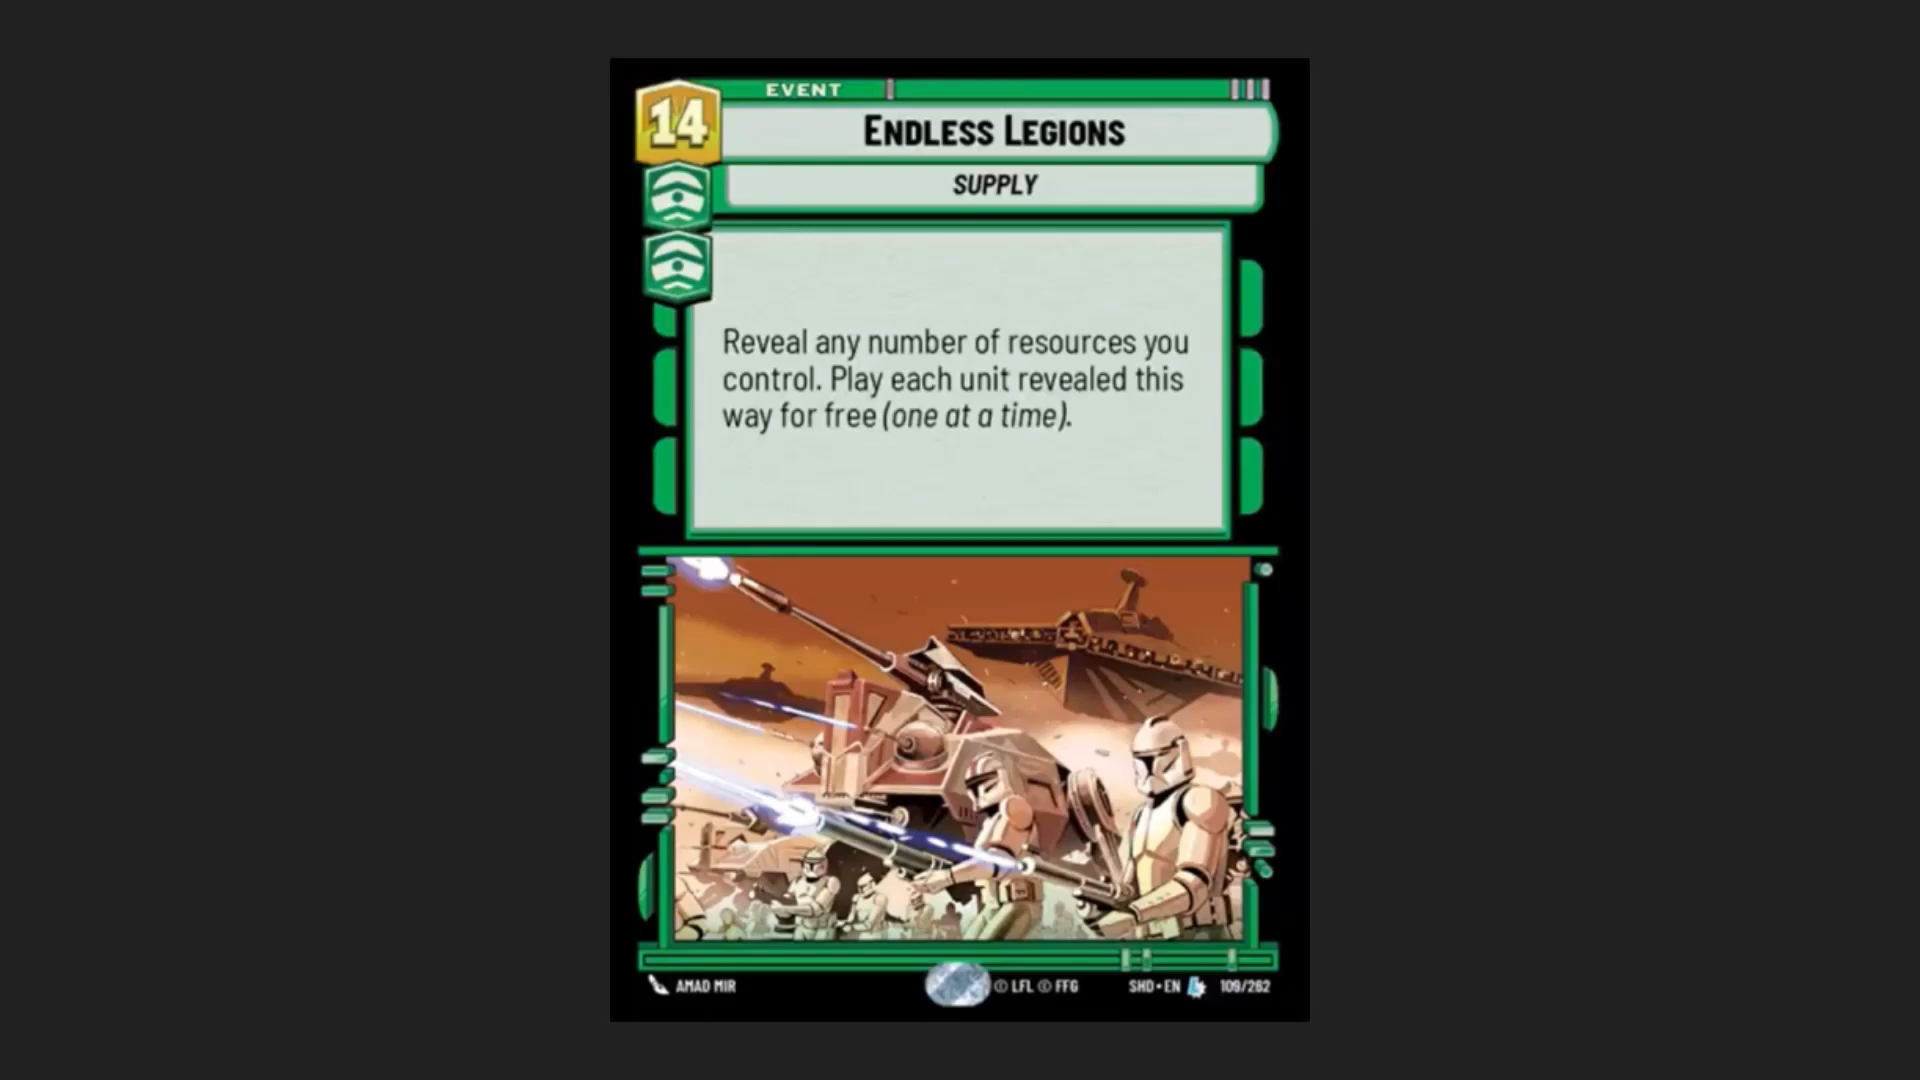 EVENT
14
ENDLESS LEGIONS
SUPPLY
Reveal any number of resources you
control. Play each unit revealed this
way for free (one at a time).
AMAD MIR
© LFL © FFG
SHD • EN
L
109/262